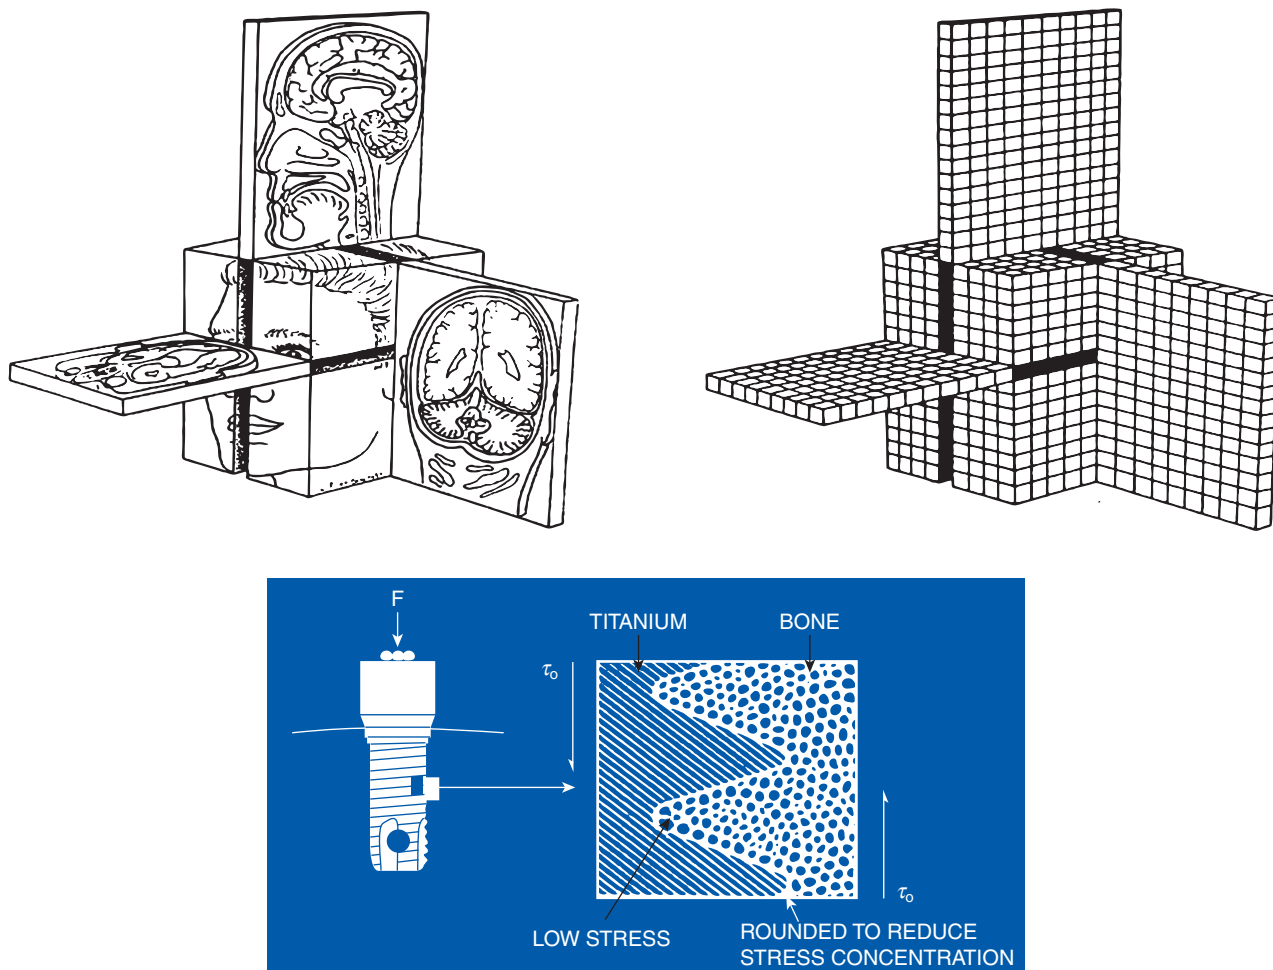 F
TITANIUM
BONE
τo
τo
LOW STRESS
ROUNDED TO REDUCE
STRESS CONCENTRATION